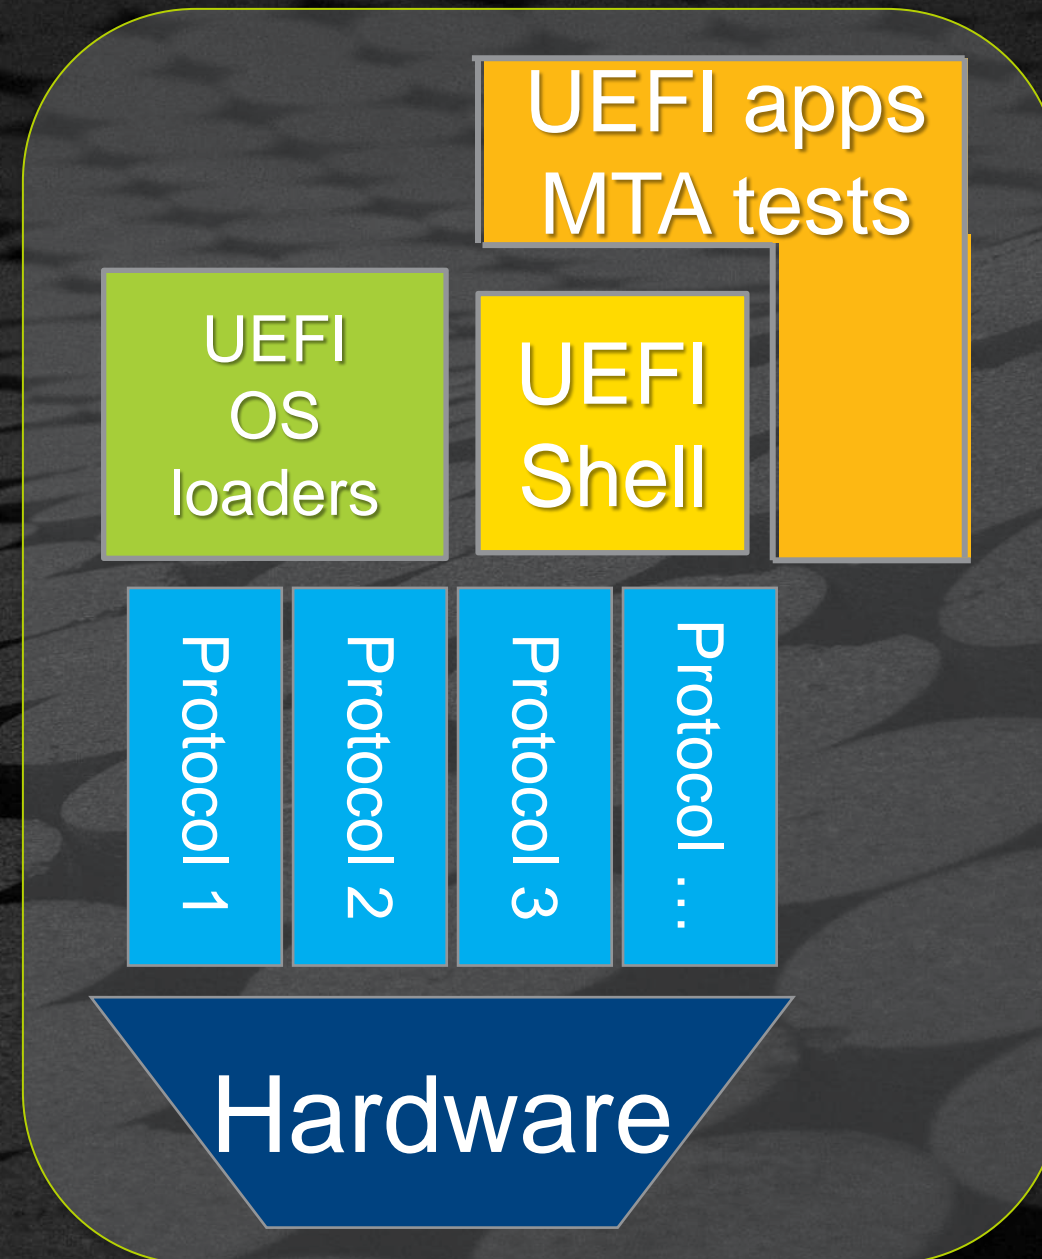 UEFI apps
MTA tests
UEFI
OS
loaders
UEFI
Shell
Protocol 1
Protocol 2
Protocol 3
Protocol …
Hardware